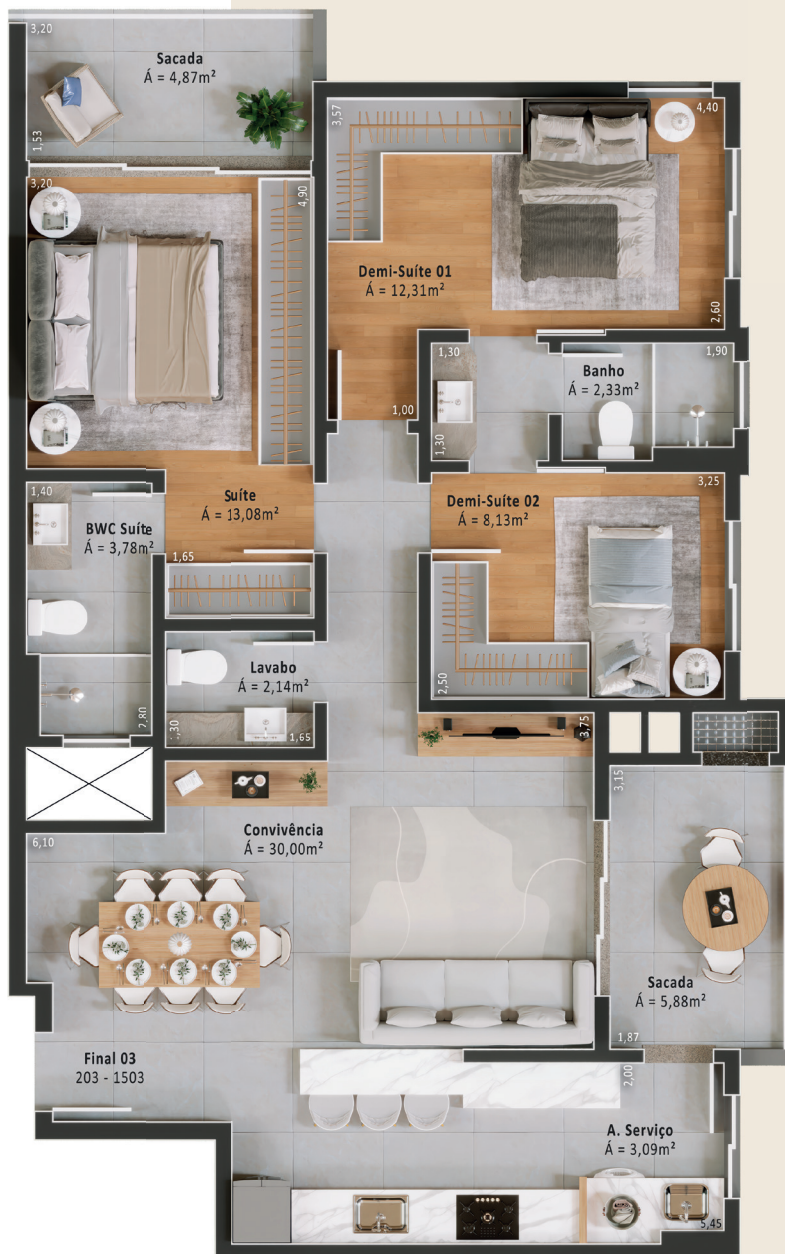 3,20
Sacada
Á = 4,87m²
1,53
3,57
4,40
3,20
4,90
Demi-Suíte 01
Á = 12,31m²
2,60
1,30
Banho
Á = 2,33m²
1,90
1,00
1,30
1,40
BWC Suíte
Á = 3,78m²
Suíte
Á = 13,08m²
1,65
Demi-Suíte 02
Á = 8,13m²
3,25
2,50
Lavabo
Á = 2,14m²
2,80
1,30
1,65
3,75
3,15
6,10
Convivência
Á = 30,00m²
Sacada
Á = 5,88m²
1,87
Final 03
203 - 1503
2,00
A. Serviço
Á = 3,09m²
5,45